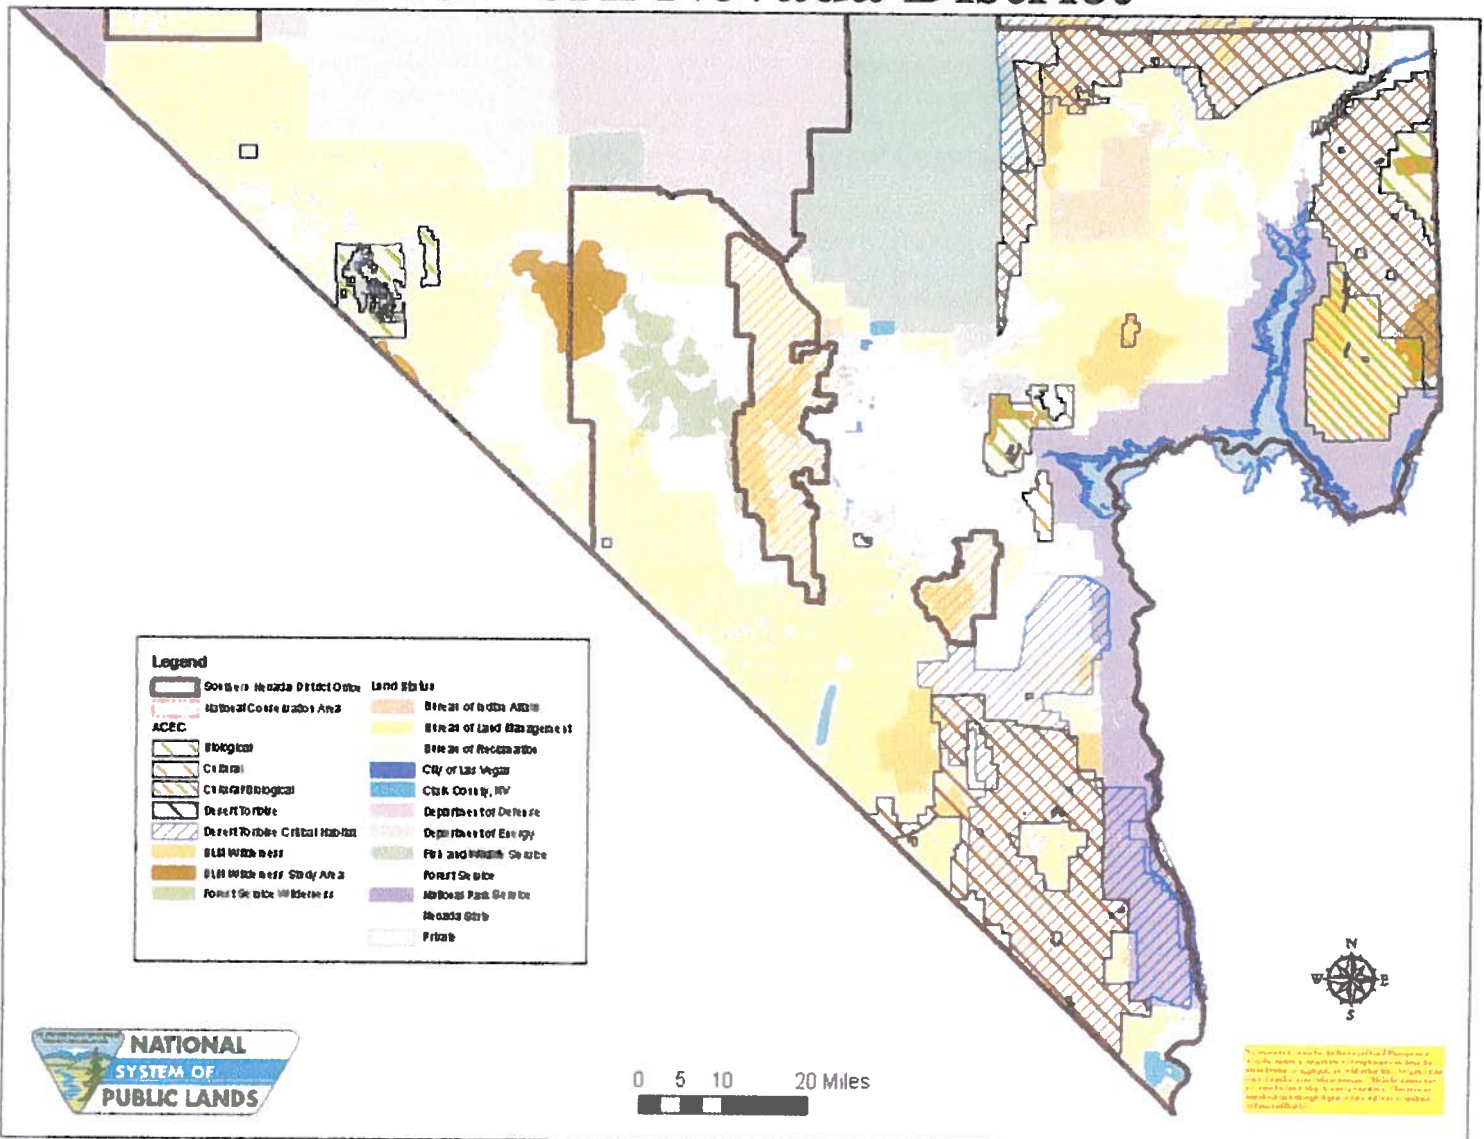 Southern Nevada District
Legend
Southern Nevada District Office
National Conservation Area
ACEC
Biological
Cultural
Cultural Biological
Desert Tortoise
Desert Tortoise Critical Habitat
BLM Wilderness
BLM Wilderness Study Area
Forest Service Wilderness
Land Status
Bureau of Indian Affairs
Bureau of Land Management
Bureau of Reclamation
City of Las Vegas
Clark County, NV
Department of Defense
Department of Energy
Fish and Wildlife Service
Forest Service
National Park Service
Nevada State
Private
N
W E
S
NATIONAL
SYSTEM OF
PUBLIC LANDS
0 5 10 20 Miles